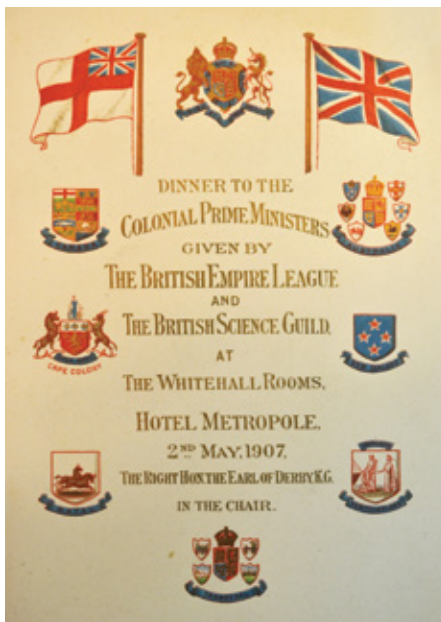 DINNER TO THE
COLONIAL PRIME MINISTERS
GIVEN BY
THE BRITISH EMPIRE LEAGUE
AND
THE BRITISH SCIENCE GUILD,
AT
THE WHITEHALL ROOMS,
HOTEL METROPOLE,
2ND MAY, 1907,
THE RIGHT HON. THE EARL OF DERBY, K.G.
IN THE CHAIR.
CANADA
CAPE COLONY